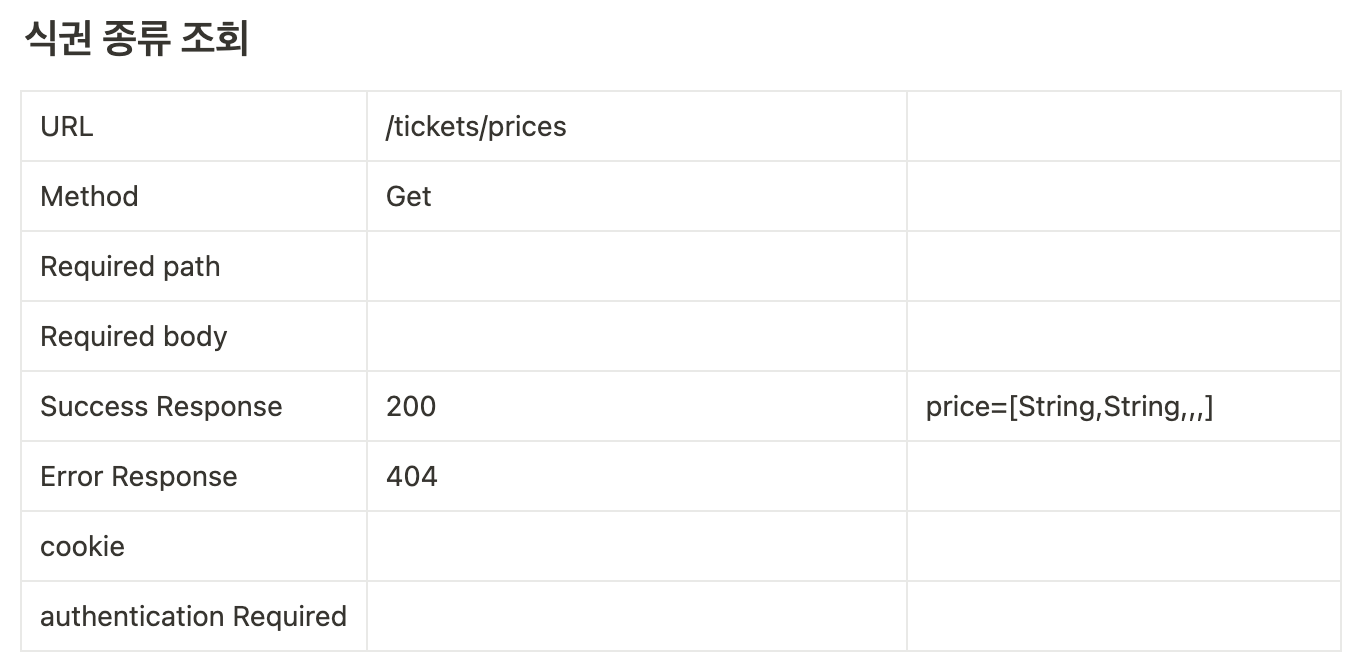 식권 종류 조회
URL /tickets/prices
Method Get
Required path
Required body
Success Response 200 price=[String,String,,,]
Error Response 404
cookie
authentication Required